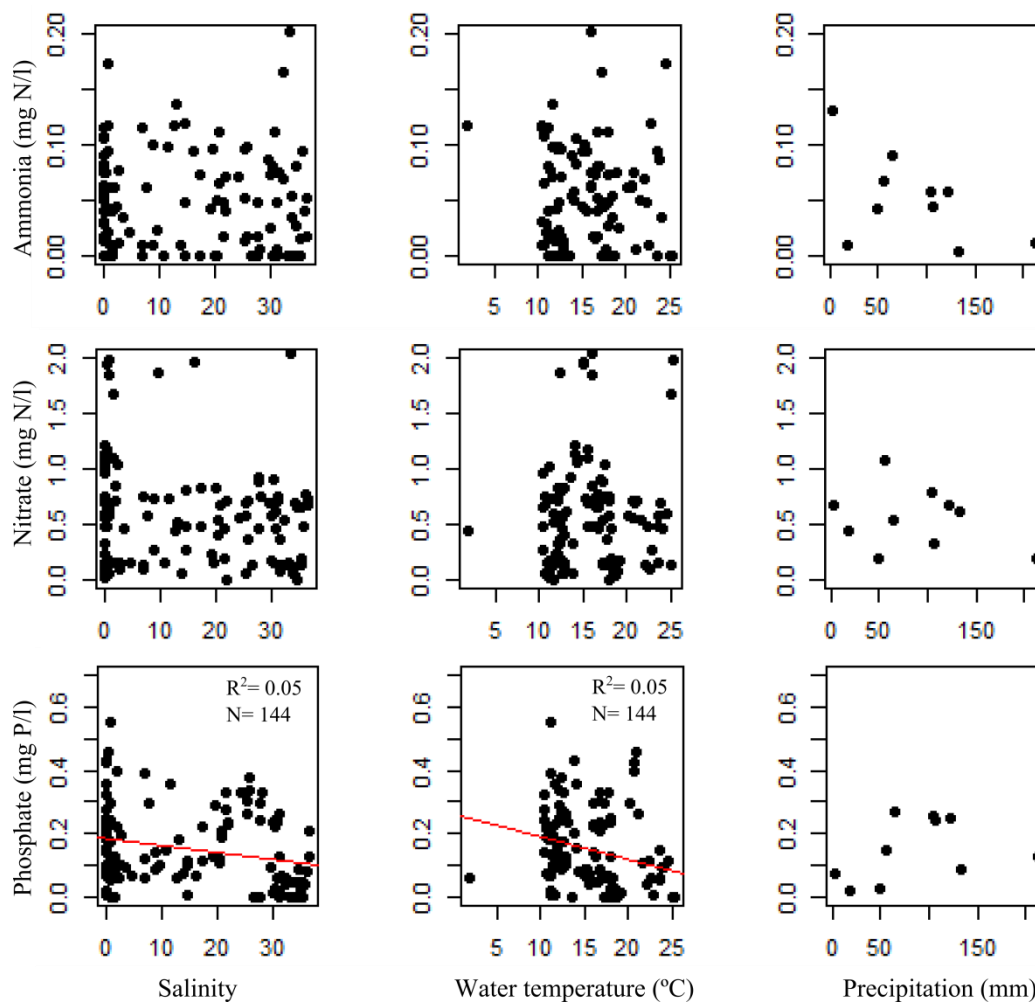 Ammonia (mg N/l)
0.00 0.10 0.20
0 10 20 30
5 10 15 20 25
0.00 0.10 0.20
0 50 150
0.00 0.10 0.20
Nitrate (mg N/l)
0.0 0.5 1.0 1.5 2.0
0 10 20 30
0.0 0.5 1.0 1.5 2.0
5 10 15 20 25
0.0 0.5 1.0 1.5 2.0
0 50 150
Phosphate (mg P/l)
0.0 0.2 0.4 0.6
R²= 0.05
N= 144
0 10 20 30
0.0 0.2 0.4 0.6
R²= 0.05
N= 144
5 10 15 20 25
0.0 0.2 0.4 0.6
0 50 150
Salinity
Water temperature (ºC)
Precipitation (mm)